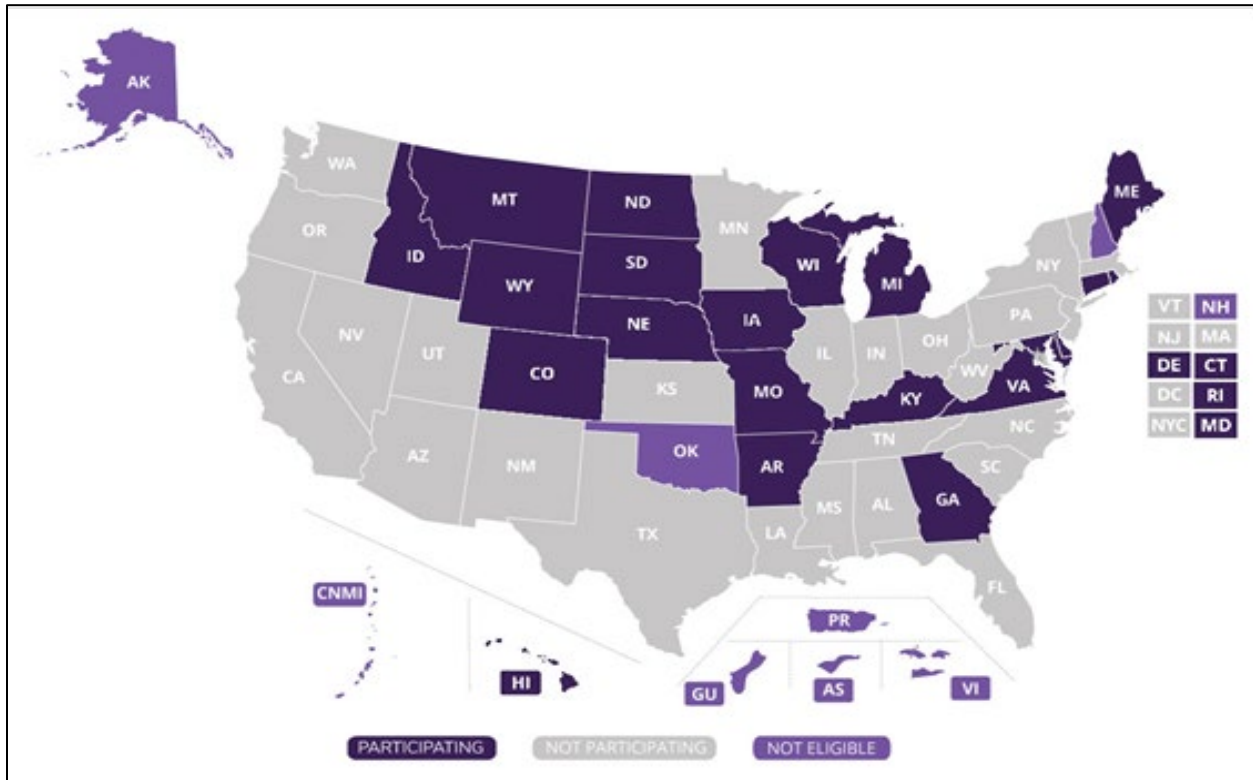 AK
WA
MT
ND
MN
ME
OR
ID
SD
WI
MI
NY
WY
NE
IA
PA
VT NH
NJ MA
DE CT
DC RI
NYC MD
NV
UT
CO
KS
MO
IL
IN
OH
WV
VA
KY
CA
AZ
NM
OK
AR
TN
NC
SC
TX
LA
MS
AL
GA
FL
CNMI
HI
PR
GU
AS
VI
PARTICIPATING NOT PARTICIPATING NOT ELIGIBLE